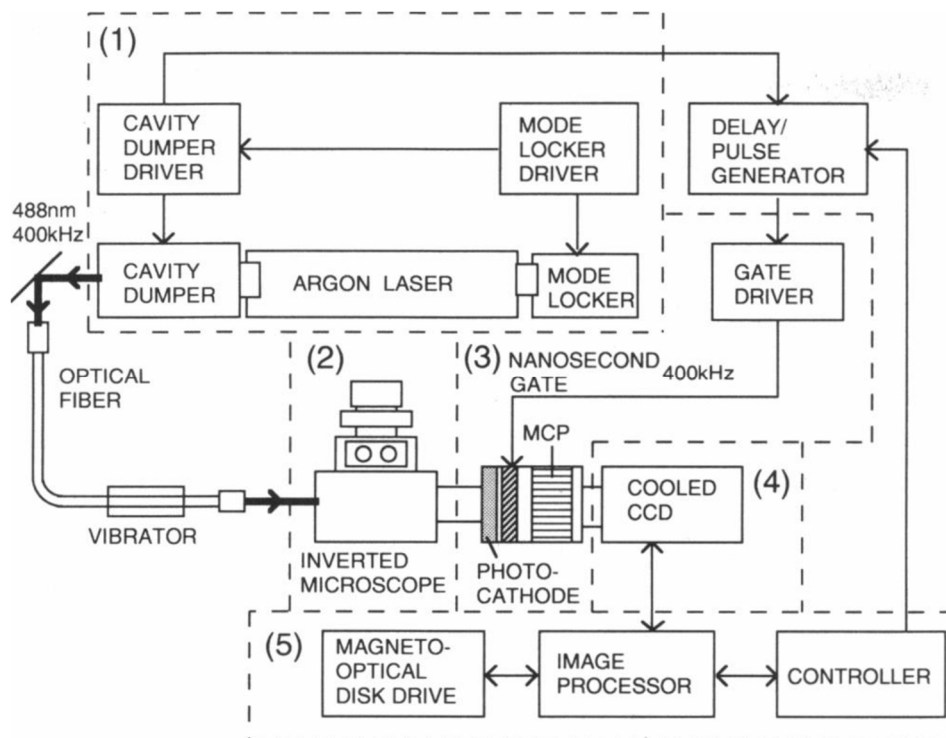 (1)
CAVITY
DUMPER
DRIVER
MODE
LOCKER
DRIVER
DELAY/
PULSE
GENERATOR
488nm
400kHz
CAVITY
DUMPER
ARGON LASER
MODE
LOCKER
GATE
DRIVER
OPTICAL
FIBER
(2)
(3)
NANOSECOND
GATE
400kHz
MCP
COOLED
CCD
(4)
VIBRATOR
INVERTED
MICROSCOPE
PHOTO-
CATHODE
(5)
MAGNETO-
OPTICAL
DISK DRIVE
IMAGE
PROCESSOR
CONTROLLER